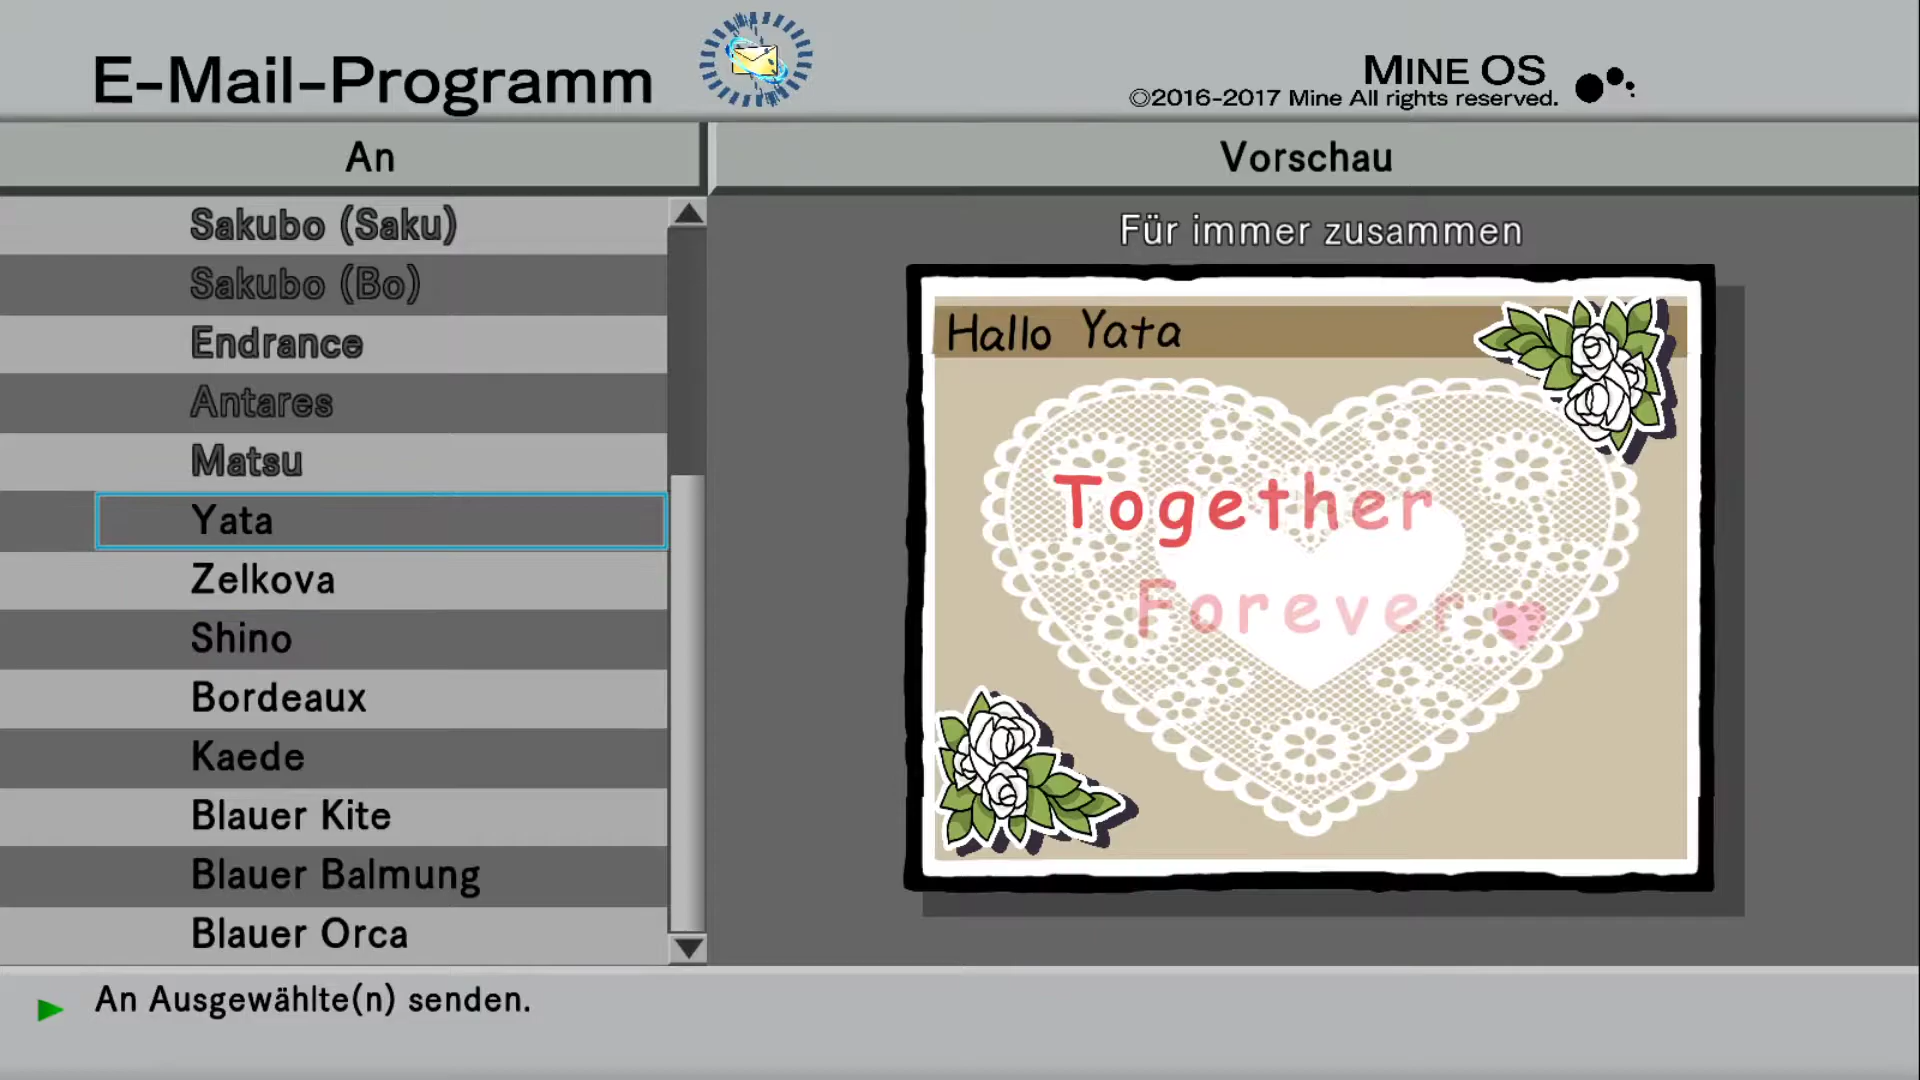 E-Mail-Programm
MINE OS
©2016-2017 Mine All rights reserved.
An
Vorschau
Sakubo (Saku)
Sakubo (Bo)
Endrance
Antares
Matsu
Yata
Zelkova
Shino
Bordeaux
Kaede
Blauer Kite
Blauer Balmung
Blauer Orca
Für immer zusammen
Hallo Yata
Together
Forever
An Ausgewählte(n) senden.